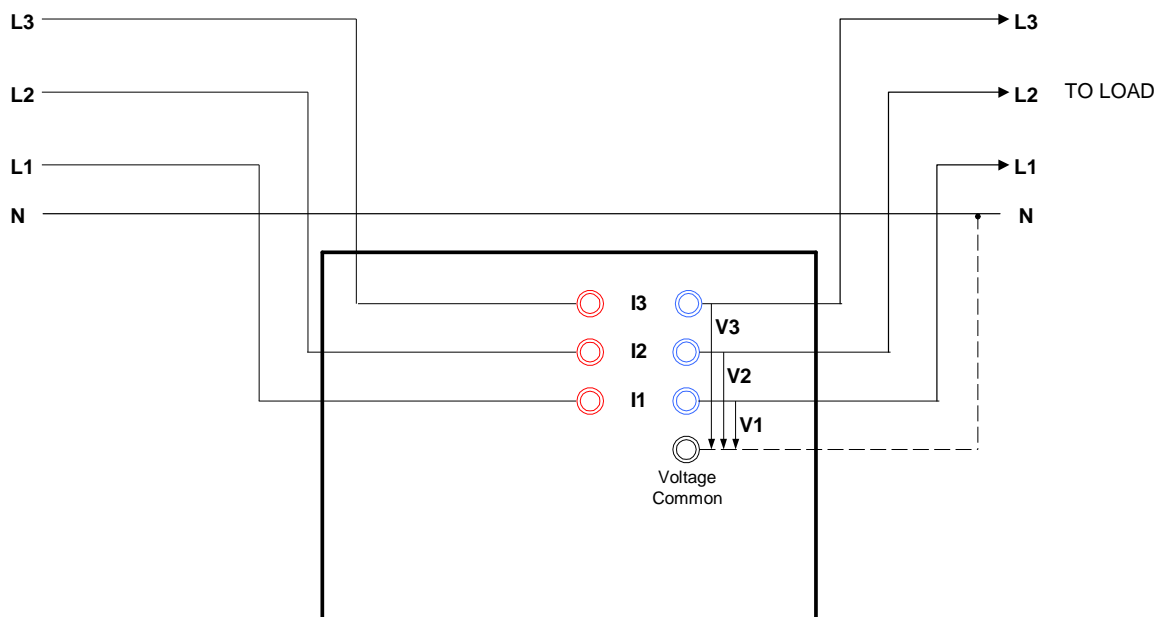 L3
L3
L2
L2 TO LOAD
L1
L1
N
N
I3
V3
I2
V2
I1
V1
Voltage
Common